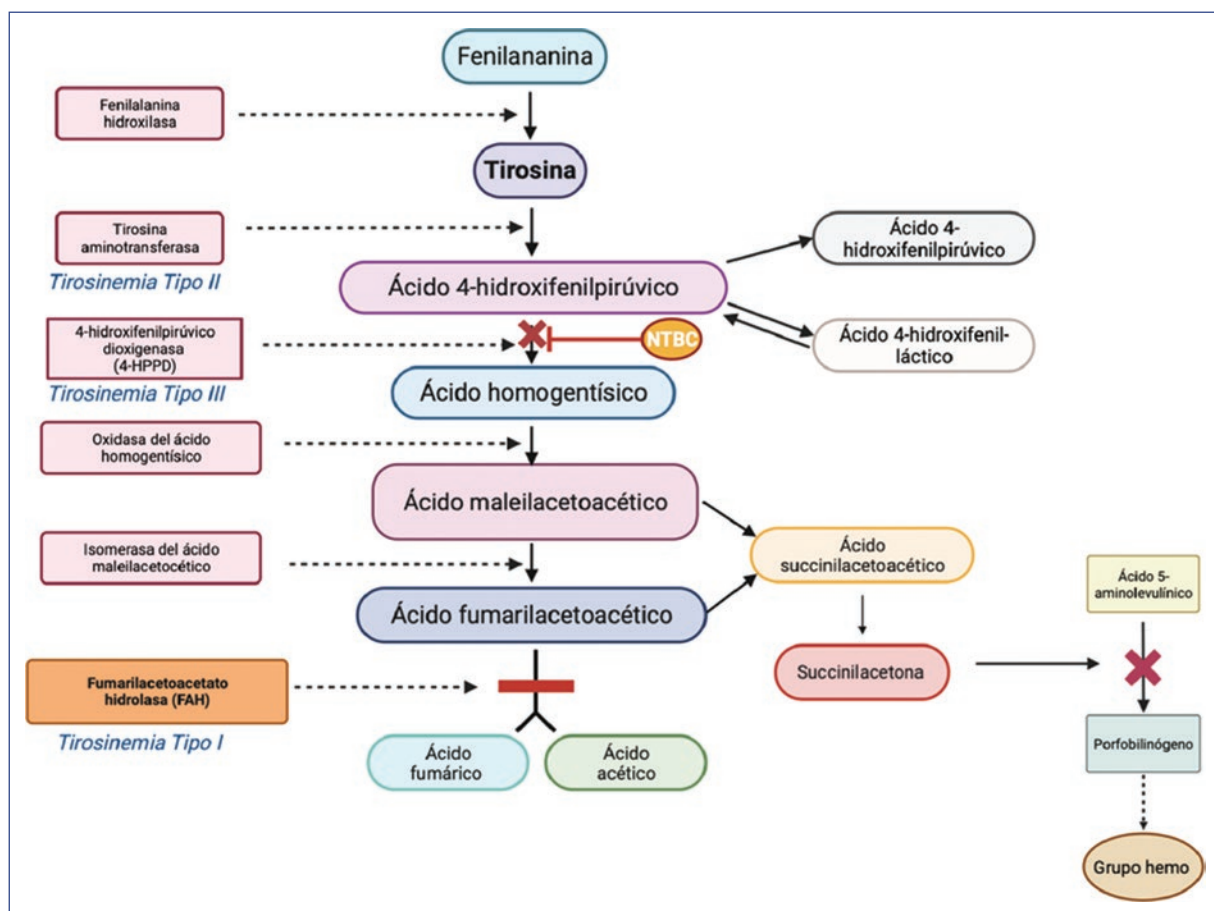 Fenilananina
Fenilalanina
hidroxilasa
Tirosina
Tirosina
aminotransferasa
Tirosinemia Tipo II
Ácido 4-
hidroxifenilpirúvico
Ácido 4-hidroxifenilpirúvico
4-hidroxifenilpirúvico
dioxigenasa
(4-HPPD)
Tirosinemia Tipo III
NTBC
Ácido 4-hidroxifenil-
láctico
Ácido homogentísico
Oxidasa del ácido
homogentísico
Ácido maleilacetoacético
Isomerasa del ácido
maleilacetocético
Ácido
succinilacetoacético
Ácido 5-
aminolevulínico
Ácido fumarilacetoacético
Succinilacetona
Fumarilacetoacetato
hidrolasa (FAH)
Tirosinemia Tipo I
Ácido
fumárico
Ácido
acético
Porfobilinógeno
Grupo hemo